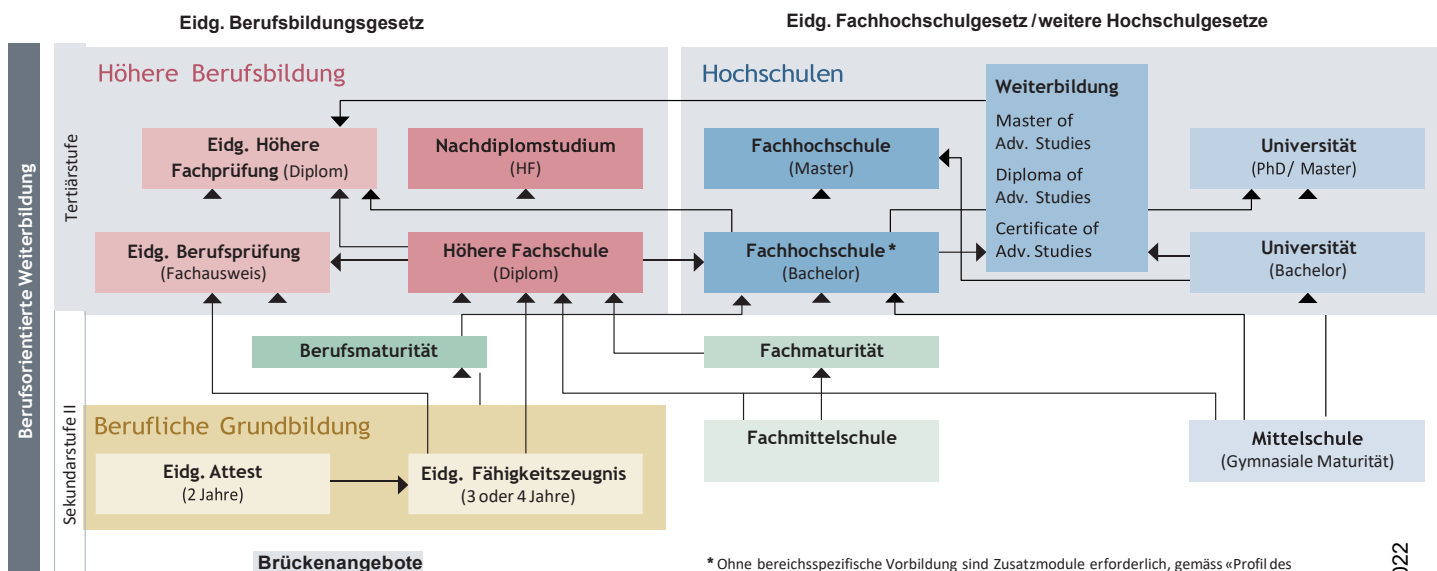 Eidg. Berufsbildungsgesetz
Eidg. Fachhochschulgesetz / weitere Hochschulgesetze
Berufsorientierte Weiterbildung
Tertiärstufe
Höhere Berufsbildung
Eidg. Höhere
Fachprüfung (Diplom)
Nachdiplomstudium
(HF)
Eidg. Berufsprüfung
(Fachausweis)
Höhere Fachschule
(Diplom)
Hochschulen
Fachhochschule
(Master)
Weiterbildung
Master of
Adv. Studies
Diploma of
Adv. Studies
Certificate of
Adv. Studies
Universität
(PhD/ Master)
Fachhochschule *
(Bachelor)
Universität
(Bachelor)
Berufsmaturität
Fachmaturität
Sekundarstufe II
Berufliche Grundbildung
Eidg. Attest
(2 Jahre)
Eidg. Fähigkeitszeugnis
(3 oder 4 Jahre)
Fachmittelschule
Mittelschule
(Gymnasiale Maturität)
Brückenangebote
* Ohne bereichsspezifische Vorbildung sind Zusatzmodule erforderlich, gemäss «Profil des